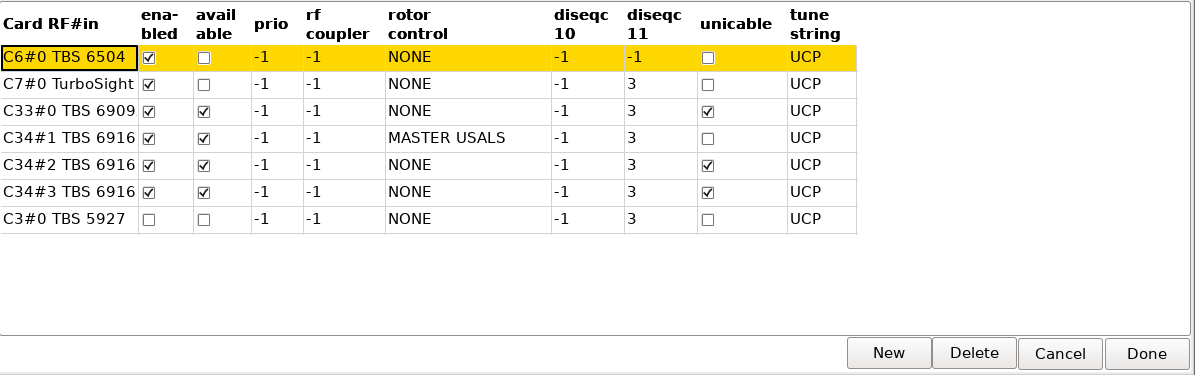 Card RF#in ena-bled available prio rf coupler rotor control diseqc 10 diseqc 11 unicable tune string
C6#0 TBS 6504 -1 -1 NONE -1 -1 UCP
C7#0 TurboSight -1 -1 NONE -1 3 UCP
C33#0 TBS 6909 -1 -1 NONE -1 3 UCP
C34#1 TBS 6916 -1 -1 MASTER USALS -1 3 UCP
C34#2 TBS 6916 -1 -1 NONE -1 3 UCP
C34#3 TBS 6916 -1 -1 NONE -1 3 UCP
C3#0 TBS 5927 -1 -1 NONE -1 3 UCP
New Delete Cancel Done